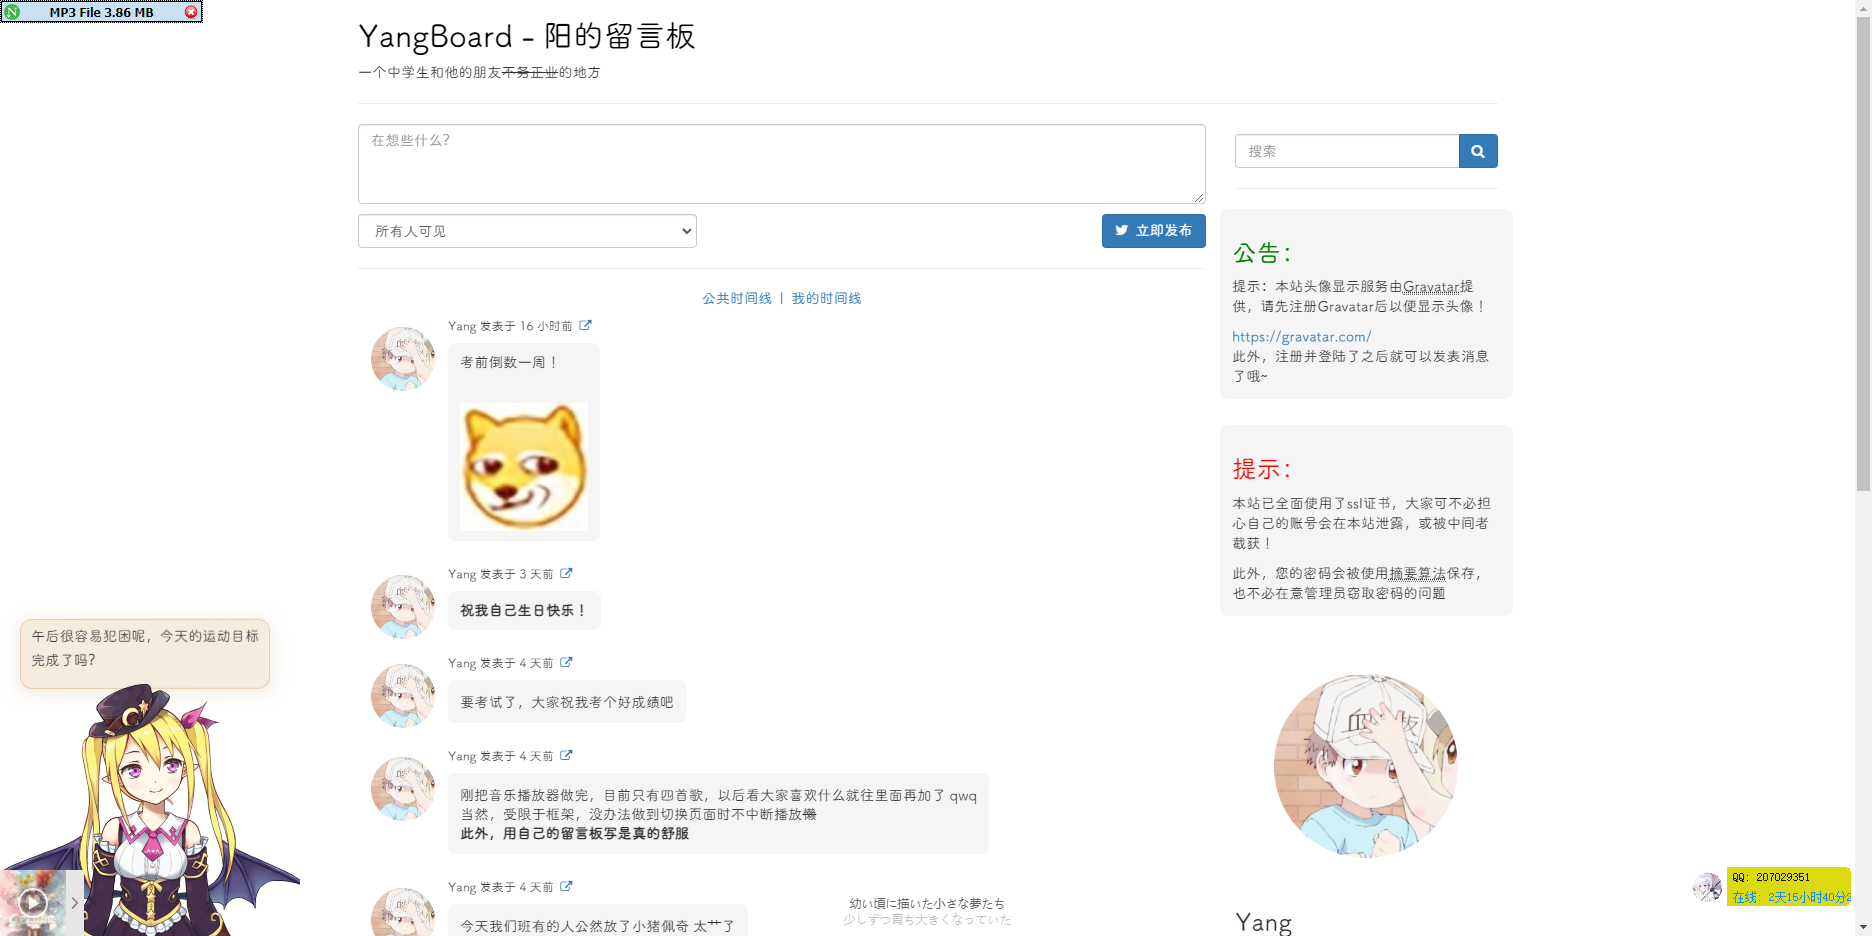 MP3 File 3.86 MB
YangBoard - 阳的留言板
一个中学生和他的朋友不务正业的地方
在想些什么？
搜索
所有人可见
立即发布
公共时间线 | 我的时间线
Yang 发表于 16 小时前
考前倒数一周！
Yang 发表于 3 天前
祝我自己生日快乐！
Yang 发表于 4 天前
要考试了，大家祝我考个好成绩吧
Yang 发表于 4 天前
刚把音乐播放器做完，目前只有四首歌，以后看大家喜欢什么就往里面再加了 qwq
当然，受限于框架，没办法做到切换页面时不中断播放懒
此外，用自己的留言板写是真的舒服
Yang 发表于 4 天前
今天我们班有的人公然放了小猪佩奇 太艹了
公告：
提示：本站头像显示服务由Gravatar提
供，请先注册Gravatar后以便显示头像！
https://gravatar.com/
此外，注册并登陆了之后就可以发表消息
了哦~
提示：
本站已全面使用了ssl证书，大家可不必担
心自己的账号会在本站泄露，或被中间者
截获！
此外，您的密码会被使用摘要算法保存，
也不必在意管理员窃取密码的问题
血 板
Yang
午后很容易犯困呢，今天的运动目标
完成了吗？
幼い頃に描いた小さな夢たち
少しずつ育ち大きくなっていた
QQ: 207029351
在线: 2天15小时40分2